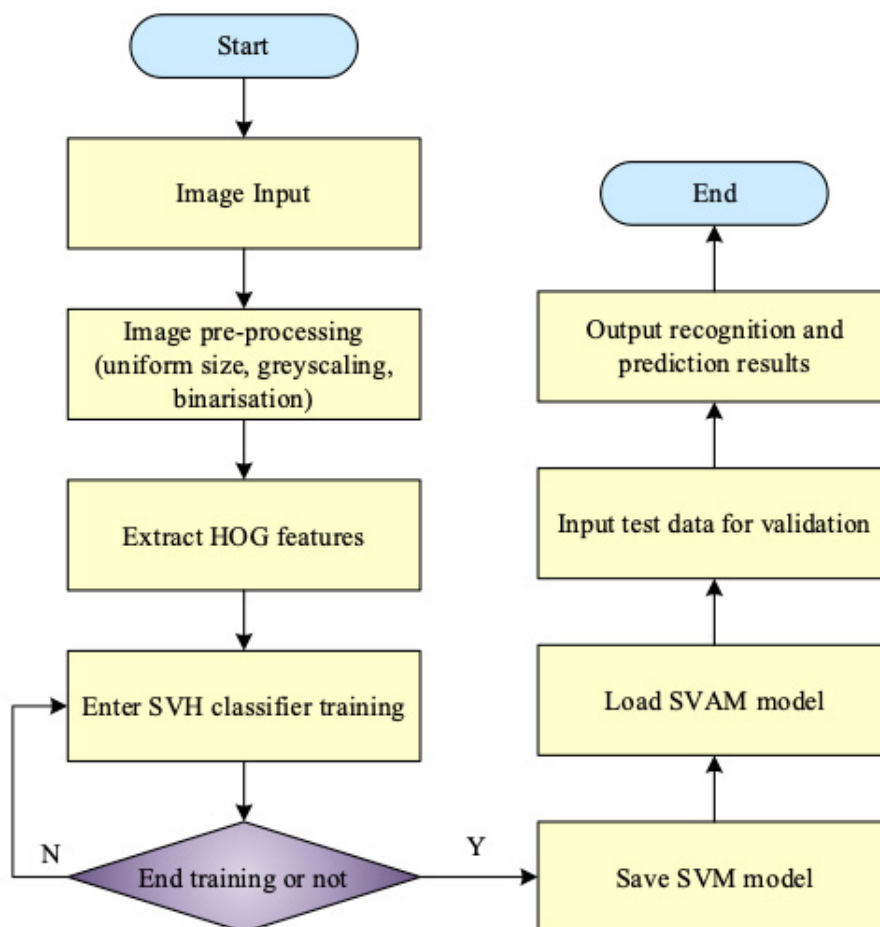 Start
Image Input
Image pre-processing
(uniform size, greyscaling,
binarisation)
Extract HOG features
Enter SVH classifier training
End training or not
N
Y
Save SVM model
Load SVAM model
Input test data for validation
Output recognition and
prediction results
End